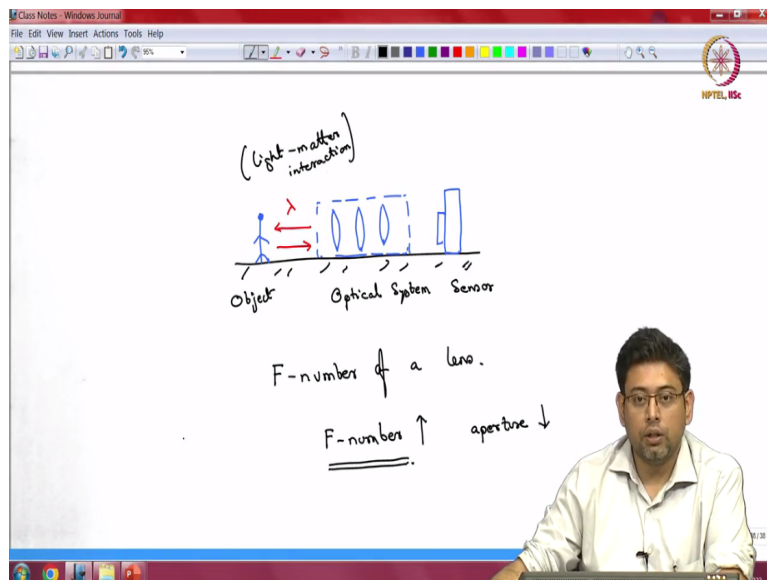 Class Notes - Windows Journal
File Edit View Insert Actions Tools Help
95%
B I
NPTEL, IISc
(light-matter
interaction)
λ
Object Optical System Sensor
F-number of a lens.
F-number ↑ aperture ↓